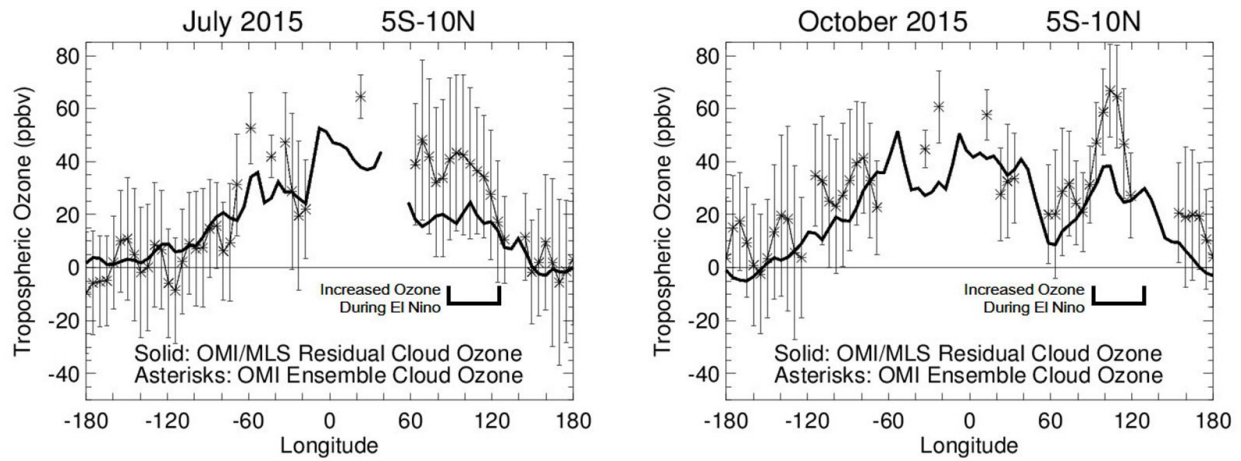 July 2015 5S-10N
Tropospheric Ozone (ppbv)
80
60
40
20
0
-20
-40
Increased Ozone
During El Nino
Solid: OMI/MLS Residual Cloud Ozone
Asterisks: OMI Ensemble Cloud Ozone
-180 -120 -60 0 60 120 180
Longitude
October 2015 5S-10N
Tropospheric Ozone (ppbv)
80
60
40
20
0
-20
-40
Increased Ozone
During El Nino
Solid: OMI/MLS Residual Cloud Ozone
Asterisks: OMI Ensemble Cloud Ozone
-180 -120 -60 0 60 120 180
Longitude